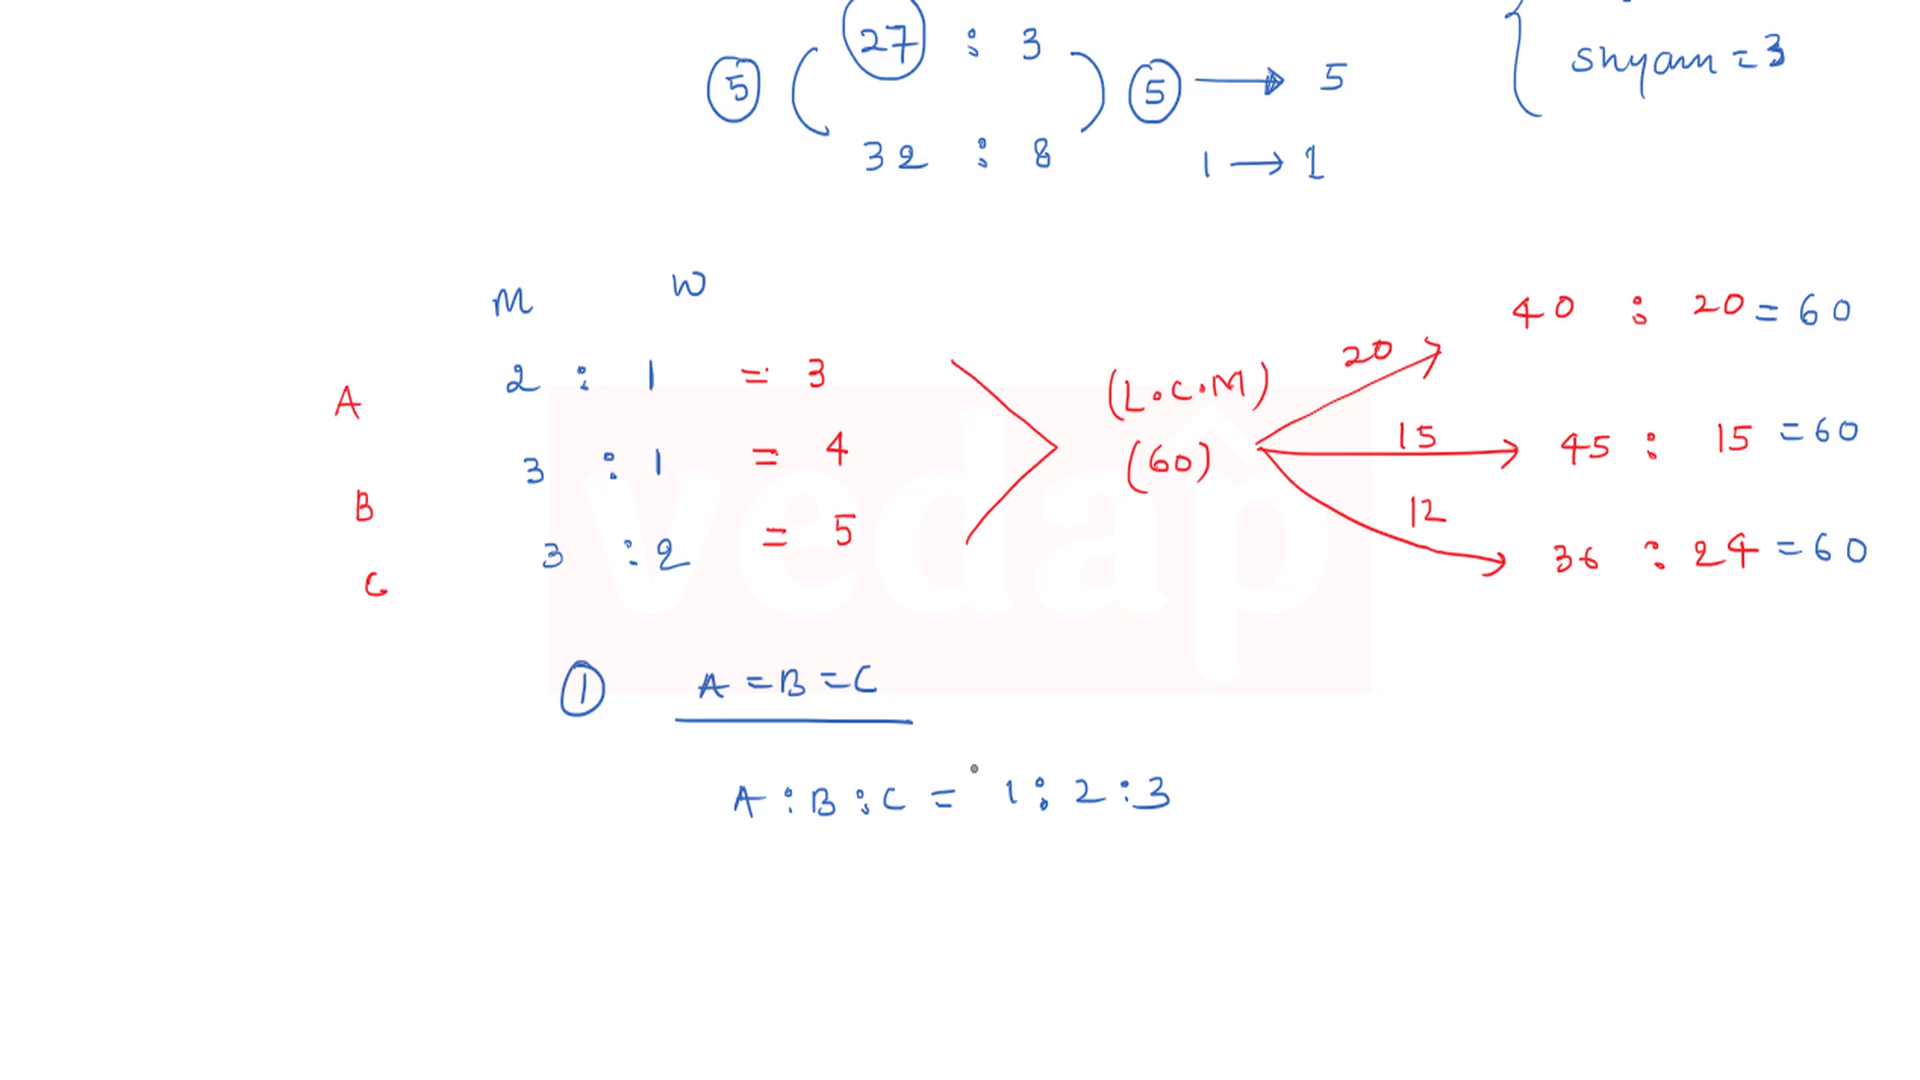 27 : 3
5 ( ) 5 → 5
shyam = 3
32 : 8
1 → 1
M W
40 : 20 = 60
A 2 : 1 = 3
(L.C.M) 20
B 3 : 1 = 4
(60) 15 45 : 15 = 60
C 3 : 2 = 5
12 36 : 24 = 60
vedap
1 A = B = C
A : B : C = 1 : 2 : 3